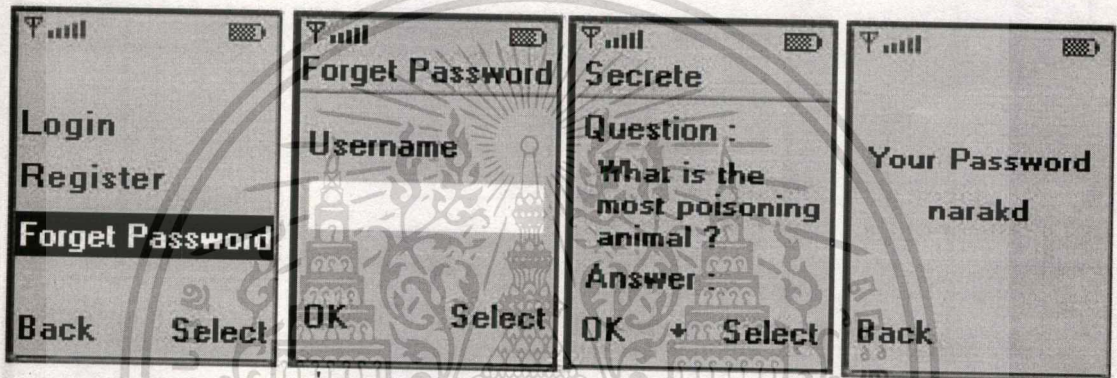 Login
Register
Forget Password
Back Select
Forget Password
Username
OK Select
Secrete
Question :
What is the
most poisoning
animal ?
Answer :
OK Select
Your Password
narakd
Back